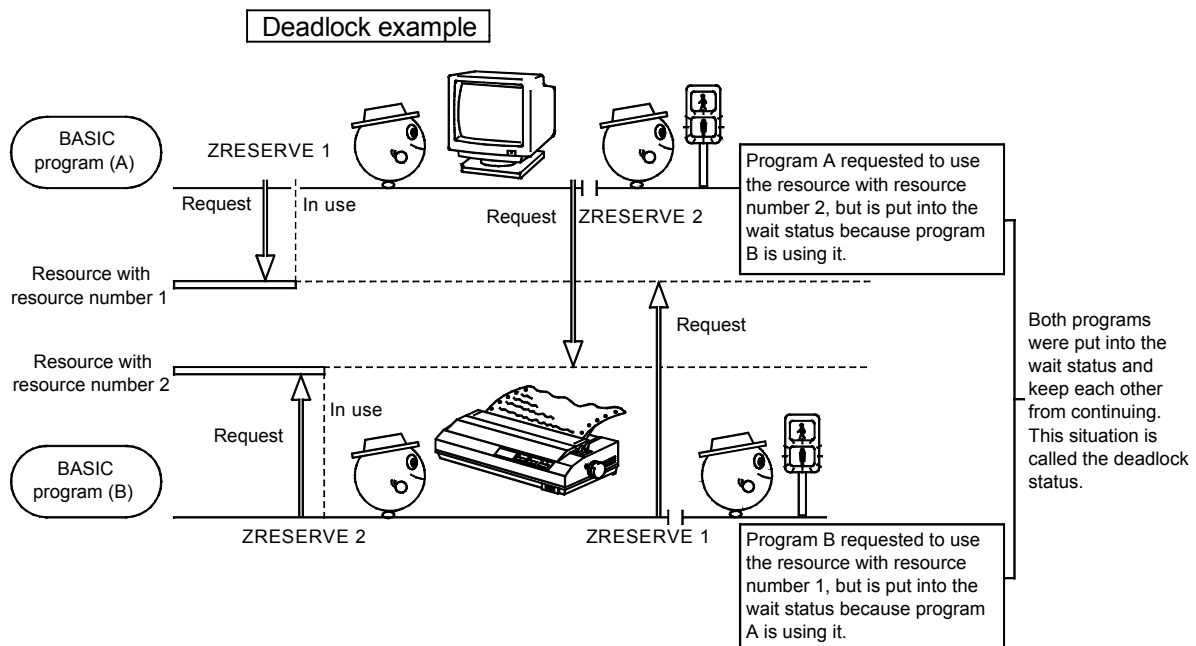 Deadlock example
BASIC
program (A)
ZRESERVE 1
Request
In use
Request
ZRESERVE 2
Program A requested to use
the resource with resource
number 2, but is put into the
wait status because program
B is using it.
Resource with
resource number 1
Request
Resource with
resource number 2
In use
Request
BASIC
program (B)
ZRESERVE 2
ZRESERVE 1
Program B requested to use
the resource with resource
number 1, but is put into the
wait status because program
A is using it.
Both programs
were put into the
wait status and
keep each other
from continuing.
This situation is
called the deadlock
status.